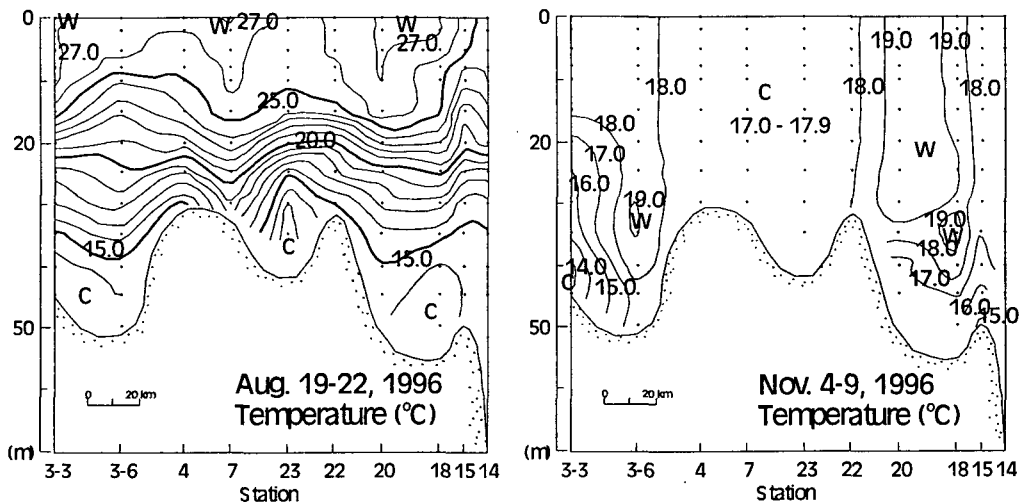 0
W
27.0
W
27.0
W
27.0
25.0
20
20.0
15.0
C
C
15.0
C
50
0 20 km
Aug. 19-22, 1996
Temperature (°C)
(m)
3-3 3-6 4 7 23 22 20 18 15 14
Station
0
19.0
19.0
18.0
18.0
18.0
C
17.0 - 17.9
20
18.0
17.0
16.0
W
19.0
W
19.0
W
18.0
17.0
14.0
C
15.0
16.0
15.0
50
0 20 km
Nov. 4-9, 1996
Temperature (°C)
(m)
3-3 3-6 4 7 23 22 20 18 15 14
Station